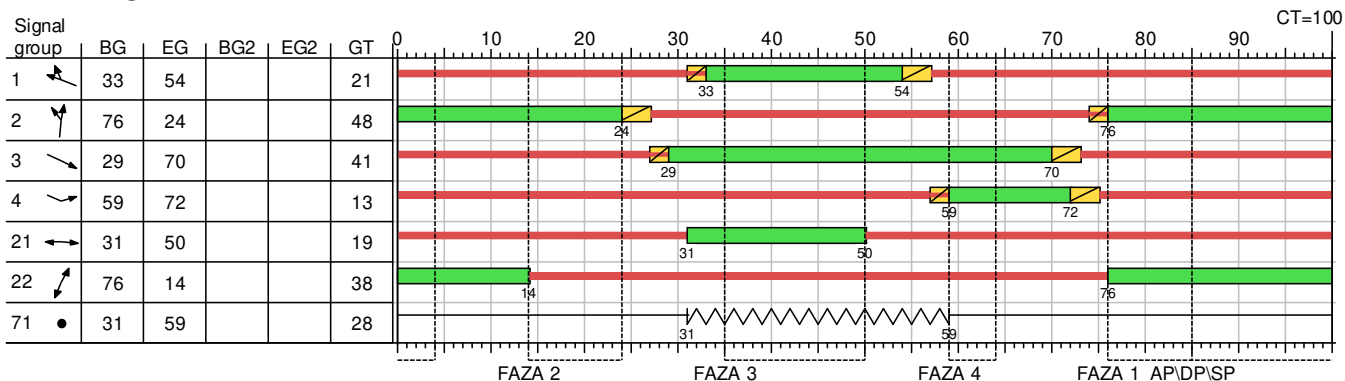 CT=100
Signal
group BG EG BG2 EG2 GT 0 10 20 30 40 50 60 70 80 90
1 33 54 21 33 54
2 76 24 48 24 76
3 29 70 41 29 70
4 59 72 13 59 72
21 31 50 19 31 50
22 76 14 38 14 76
71 31 59 28 31 59
FAZA 2 FAZA 3 FAZA 4 FAZA 1 AP\DP\SP